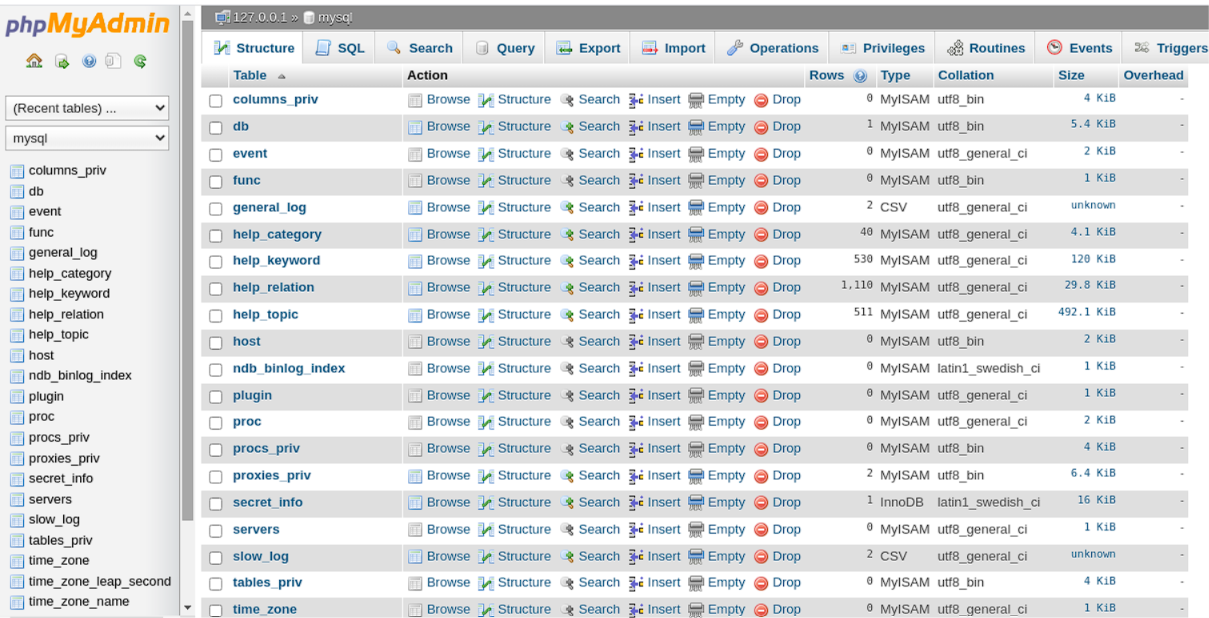 phpMyAdmin
(Recent tables) ...
mysql
columns_priv
db
event
func
general_log
help_category
help_keyword
help_relation
help_topic
host
ndb_binlog_index
plugin
proc
procs_priv
proxies_priv
secret_info
servers
slow_log
tables_priv
time_zone
time_zone_leap_second
time_zone_name
127.0.0.1 » mysql
Structure SQL Search Query Export Import Operations Privileges Routines Events Triggers
Table Action Rows Type Collation Size Overhead
columns_priv Browse Structure Search Insert Empty Drop 0 MyISAM utf8_bin 4 KiB -
db Browse Structure Search Insert Empty Drop 1 MyISAM utf8_bin 5.4 KiB -
event Browse Structure Search Insert Empty Drop 0 MyISAM utf8_general_ci 2 KiB -
func Browse Structure Search Insert Empty Drop 0 MyISAM utf8_bin 1 KiB -
general_log Browse Structure Search Insert Empty Drop 2 CSV utf8_general_ci unknown -
help_category Browse Structure Search Insert Empty Drop 40 MyISAM utf8_general_ci 4.1 KiB -
help_keyword Browse Structure Search Insert Empty Drop 530 MyISAM utf8_general_ci 120 KiB -
help_relation Browse Structure Search Insert Empty Drop 1,110 MyISAM utf8_general_ci 29.8 KiB -
help_topic Browse Structure Search Insert Empty Drop 511 MyISAM utf8_general_ci 492.1 KiB -
host Browse Structure Search Insert Empty Drop 0 MyISAM utf8_bin 2 KiB -
ndb_binlog_index Browse Structure Search Insert Empty Drop 0 MyISAM latin1_swedish_ci 1 KiB -
plugin Browse Structure Search Insert Empty Drop 0 MyISAM utf8_general_ci 1 KiB -
proc Browse Structure Search Insert Empty Drop 0 MyISAM utf8_general_ci 2 KiB -
procs_priv Browse Structure Search Insert Empty Drop 0 MyISAM utf8_bin 4 KiB -
proxies_priv Browse Structure Search Insert Empty Drop 2 MyISAM utf8_bin 6.4 KiB -
secret_info Browse Structure Search Insert Empty Drop 1 InnoDB latin1_swedish_ci 16 KiB -
servers Browse Structure Search Insert Empty Drop 0 MyISAM utf8_general_ci 1 KiB -
slow_log Browse Structure Search Insert Empty Drop 2 CSV utf8_general_ci unknown -
tables_priv Browse Structure Search Insert Empty Drop 0 MyISAM utf8_bin 4 KiB -
time_zone Browse Structure Search Insert Empty Drop 0 MyISAM utf8_general_ci 1 KiB -